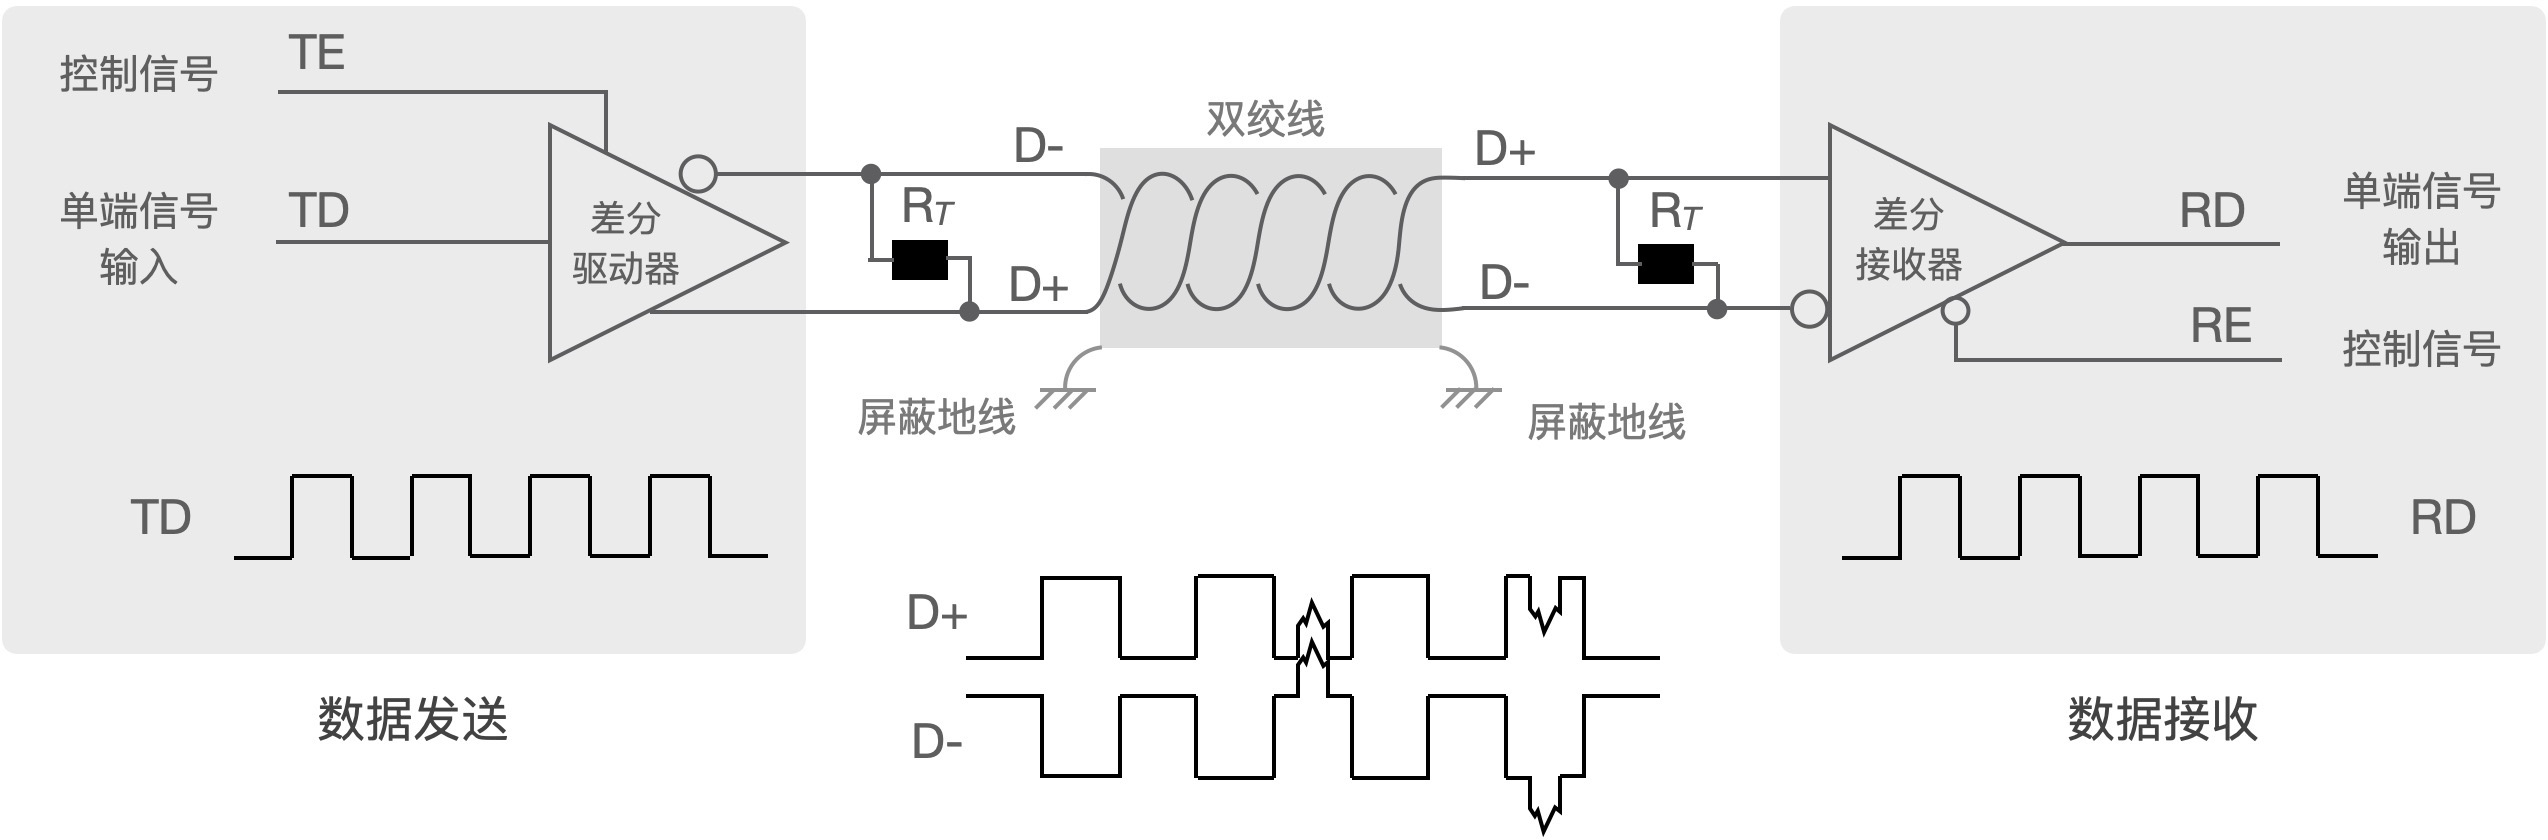 控制信号
TE
单端信号
输入
TD
差分
驱动器
D-
R_T
D+
双绞线
D+
R_T
D-
差分
接收器
RD
单端信号
输出
RE
控制信号
屏蔽地线
屏蔽地线
TD
RD
D+
D-
数据发送
数据接收